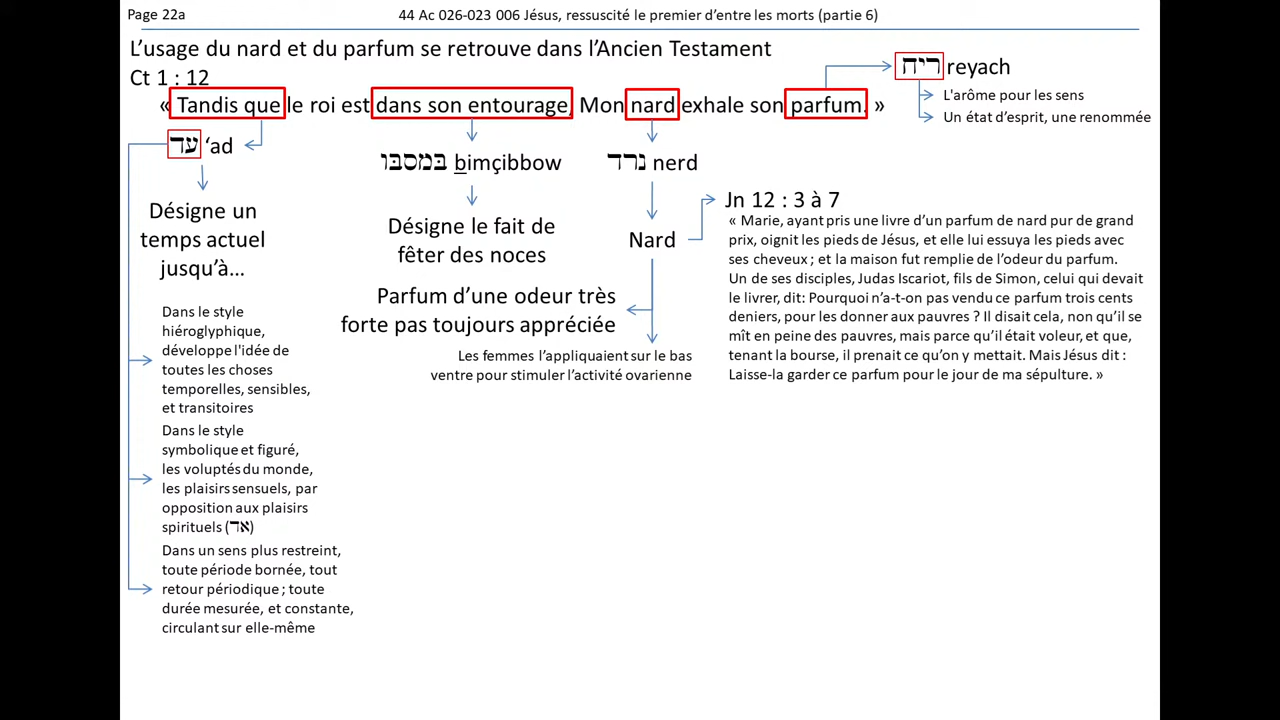 Page 22a
44 Ac 026-023 006 Jésus, ressuscité le premier d’entre les morts (partie 6)
L’usage du nard et du parfum se retrouve dans l’Ancien Testament
Ct 1 : 12
« Tandis que le roi est dans son entourage, Mon nard exhale son parfum. »
ריח reyach
L'arôme pour les sens
Un état d’esprit, une renommée
עד ‘ad
Désigne un
temps actuel
jusqu’à…
Dans le style
hiéroglyphique,
développe l'idée de
toutes les choses
temporelles, sensibles,
et transitoires
Dans le style
symbolique et figuré,
les voluptés du monde,
les plaisirs sensuels, par
opposition aux plaisirs
spirituels (אד)
Dans un sens plus restreint,
toute période bornée, tout
retour périodique ; toute
durée mesurée, et constante,
circulant sur elle-même
במסבו bimçibbow
Désigne le fait de
fêter des noces
נרד nerd
Nard
Parfum d’une odeur très
forte pas toujours appréciée
Les femmes l’appliquaient sur le bas
ventre pour stimuler l’activité ovarienne
Jn 12 : 3 à 7
« Marie, ayant pris une livre d’un parfum de nard pur de grand
prix, oignit les pieds de Jésus, et elle lui essuya les pieds avec
ses cheveux ; et la maison fut remplie de l’odeur du parfum.
Un de ses disciples, Judas Iscariot, fils de Simon, celui qui devait
le livrer, dit: Pourquoi n’a-t-on pas vendu ce parfum trois cents
deniers, pour les donner aux pauvres ? Il disait cela, non qu’il se
mît en peine des pauvres, mais parce qu’il était voleur, et que,
tenant la bourse, il prenait ce qu’on y mettait. Mais Jésus dit :
Laisse-la garder ce parfum pour le jour de ma sépulture. »